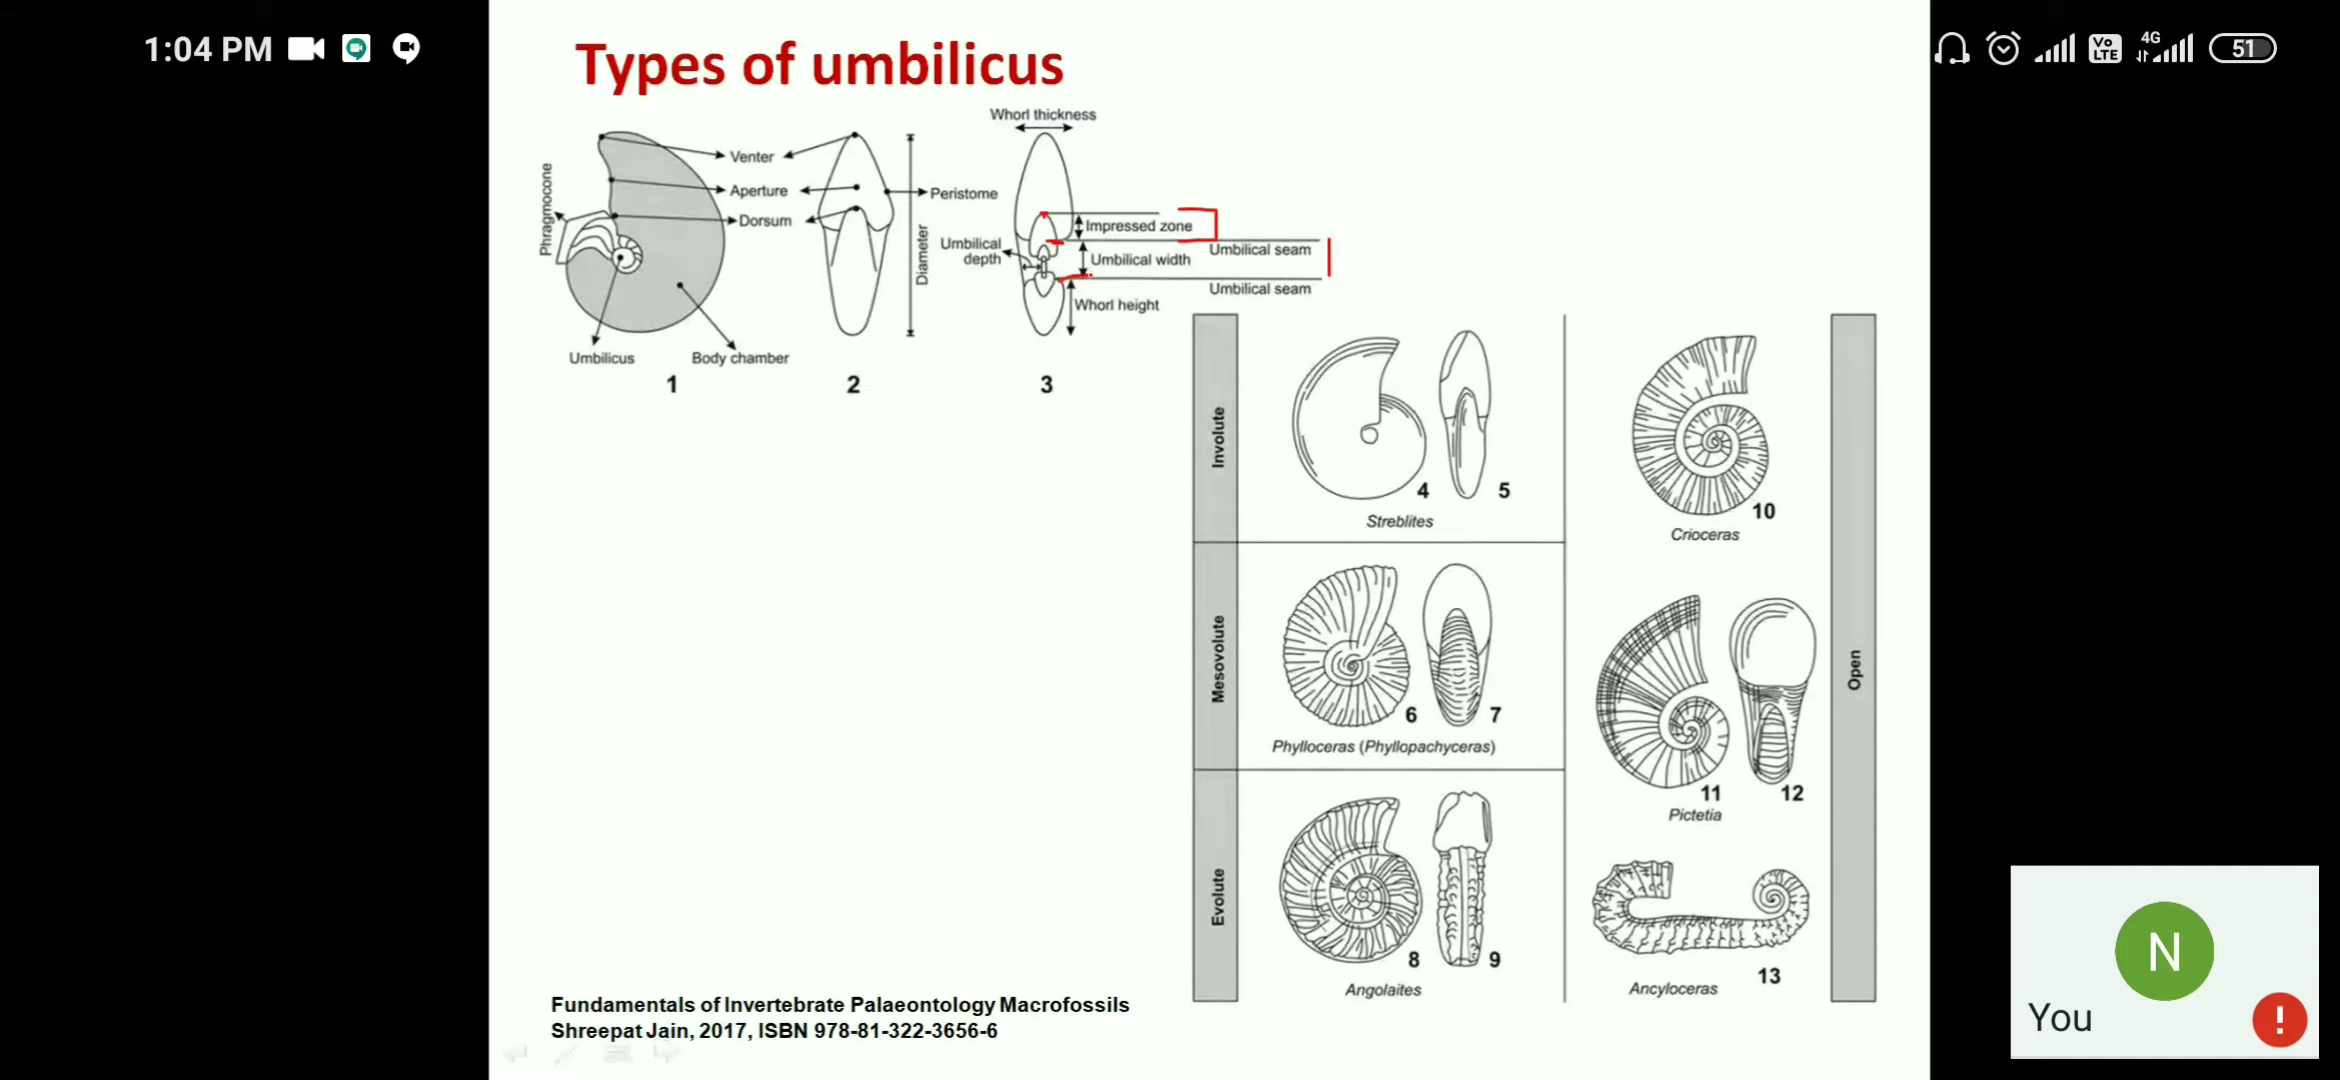 1:04 PM
Vo LTE
4G
51
Types of umbilicus
Whorl thickness
Venter
Aperture
Peristome
Dorsum
Phragmocone
Diameter
Impressed zone
Umbilical depth
Umbilical seam
Umbilical width
Umbilical seam
Whorl height
Umbilicus
Body chamber
1
2
3
Involute
4
5
Streblites
10
Crioceras
Mesovolute
6
7
Phylloceras (Phyllopachyceras)
Open
11
12
Pictetia
Evolute
8
9
Angolaites
13
Ancyloceras
Fundamentals of Invertebrate Palaeontology Macrofossils
Shreepat Jain, 2017, ISBN 978-81-322-3656-6
N
You
!